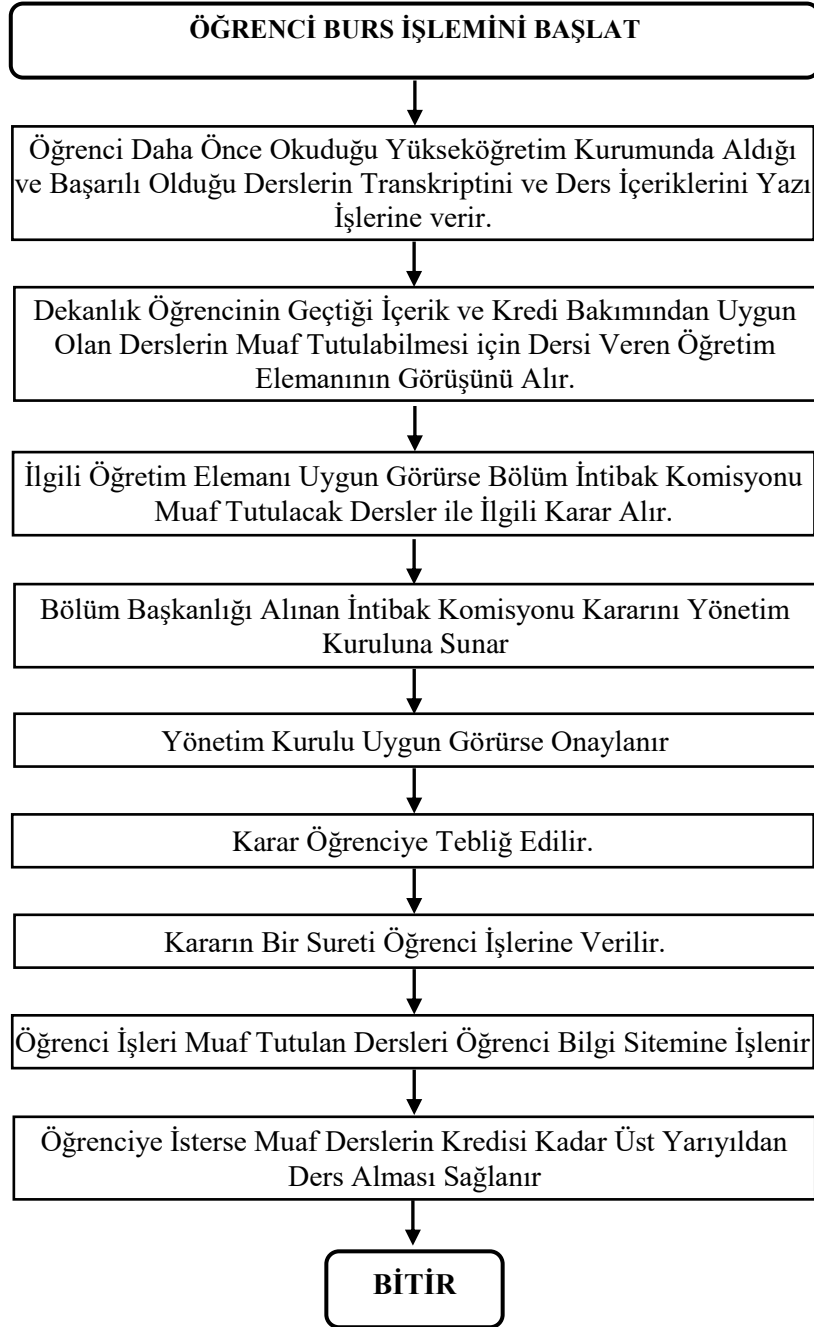 ÖĞRENCİ BURS İŞLEMİNİ BAŞLAT
Öğrenci Daha Önce Okuduğu Yükseköğretim Kurumunda Aldığı
ve Başarılı Olduğu Derslerin Transkriptini ve Ders İçeriklerini Yazı
İşlerine verir.
Dekanlık Öğrencinin Geçtiği İçerik ve Kredi Bakımından Uygun
Olan Derslerin Muaf Tutulabilmesi için Dersi Veren Öğretim
Elemanının Görüşünü Alır.
İlgili Öğretim Elemanı Uygun Görürse Bölüm İntibak Komisyonu
Muaf Tutulacak Dersler ile İlgili Karar Alır.
Bölüm Başkanlığı Alınan İntibak Komisyonu Kararını Yönetim
Kuruluna Sunar
Yönetim Kurulu Uygun Görürse Onaylanır
Karar Öğrenciye Tebliğ Edilir.
Kararın Bir Sureti Öğrenci İşlerine Verilir.
Öğrenci İşleri Muaf Tutulan Dersleri Öğrenci Bilgi Sitemine İşlenir
Öğrenciye İsterse Muaf Derslerin Kredisi Kadar Üst Yarıyıldan
Ders Alması Sağlanır
BİTİR